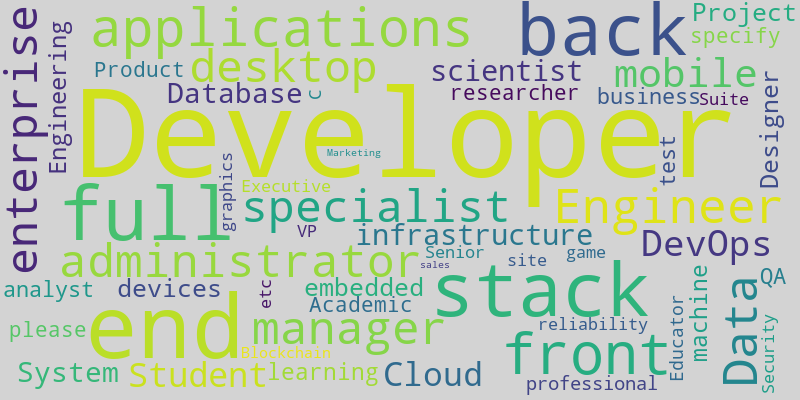 enterprise
Engineering
applications
back
Project
specify
Product
desktop
scientist
mobile
Database
C
researcher
business
Suite
Designer
Developer
test
Marketing
graphics
Executive
full
specialist
Engineer
VP
infrastructure
DevOps
administrator
Senior
site
game
sales
analyst
devices
etc
embedded
Academic
stack
machine
Data
QA
please
end
manager
reliability
Educator
Security
Blockchain
front
System
Student
learning
Cloud
professional